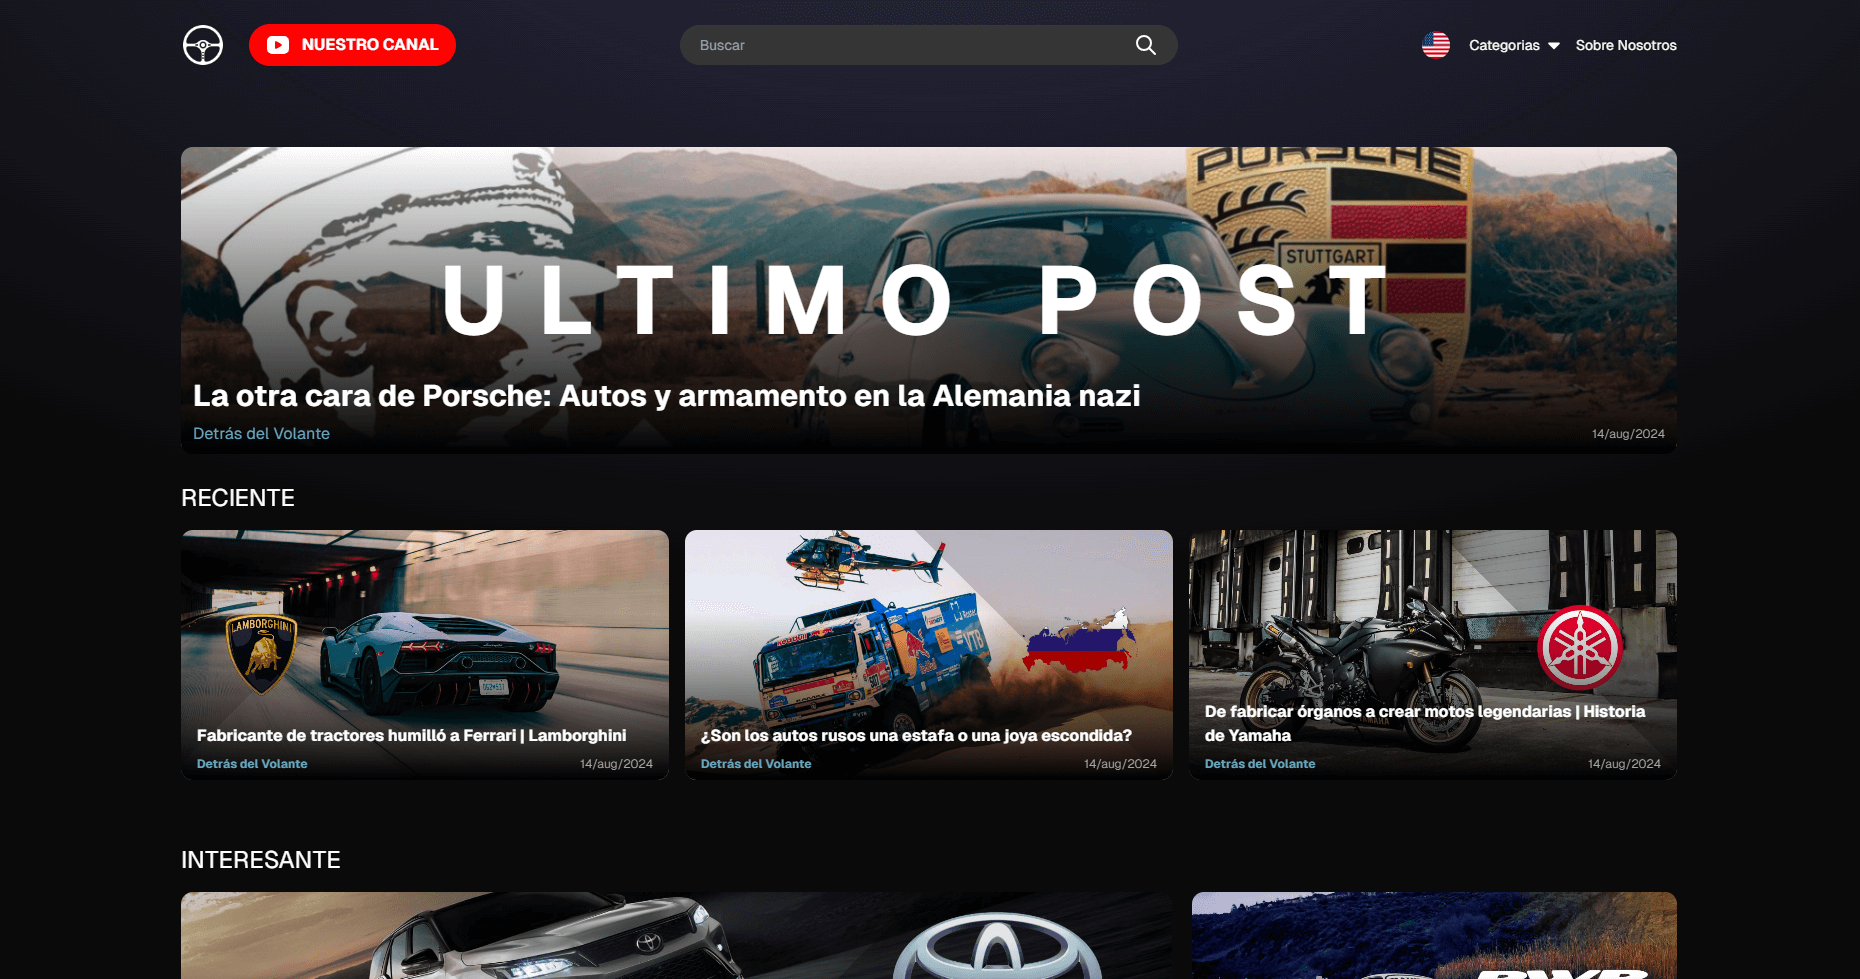 NUESTRO CANAL
Buscar
Categorias
Sobre Nosotros
PORSCHE
STUTTGART
ULTIMO POST
La otra cara de Porsche: Autos y armamento en la Alemania nazi
Detrás del Volante
14/aug/2024
RECIENTE
LAMBORGHINI
Fabricante de tractores humilló a Ferrari | Lamborghini
Detrás del Volante
14/aug/2024
VTB
¿Son los autos rusos una estafa o una joya escondida?
Detrás del Volante
14/aug/2024
YAMAHA
De fabricar órganos a crear motos legendarias | Historia
de Yamaha
Detrás del Volante
14/aug/2024
INTERESANTE